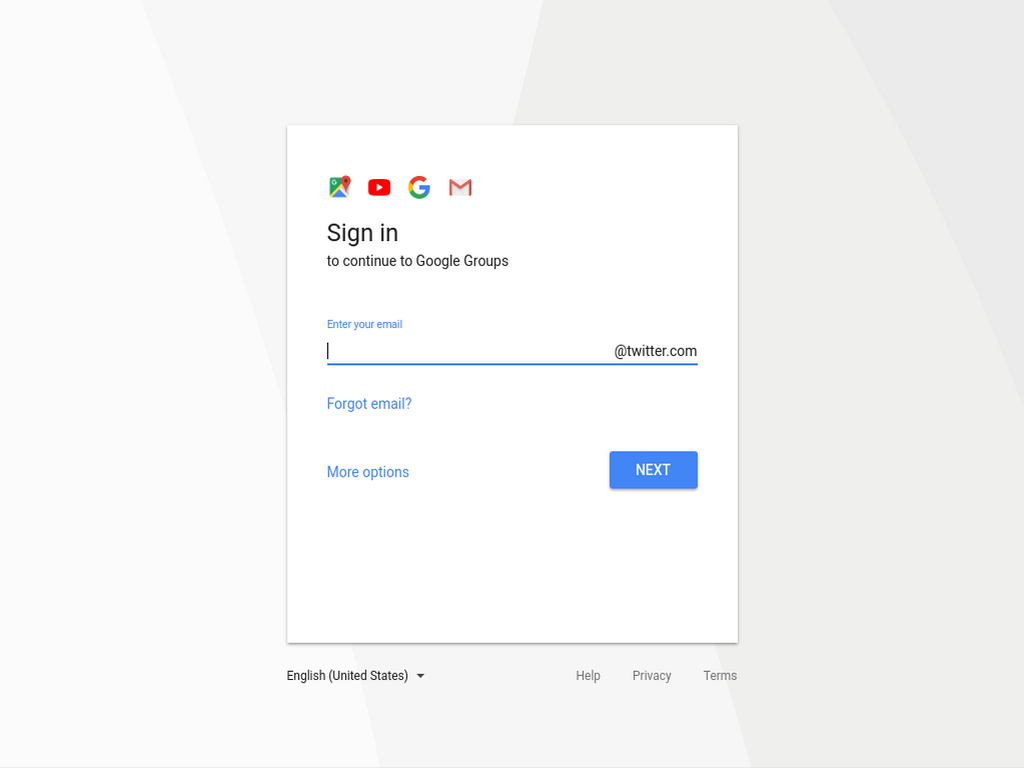 Sign in
to continue to Google Groups
Enter your email
@twitter.com
Forgot email?
More options
NEXT
English (United States)
Help
Privacy
Terms